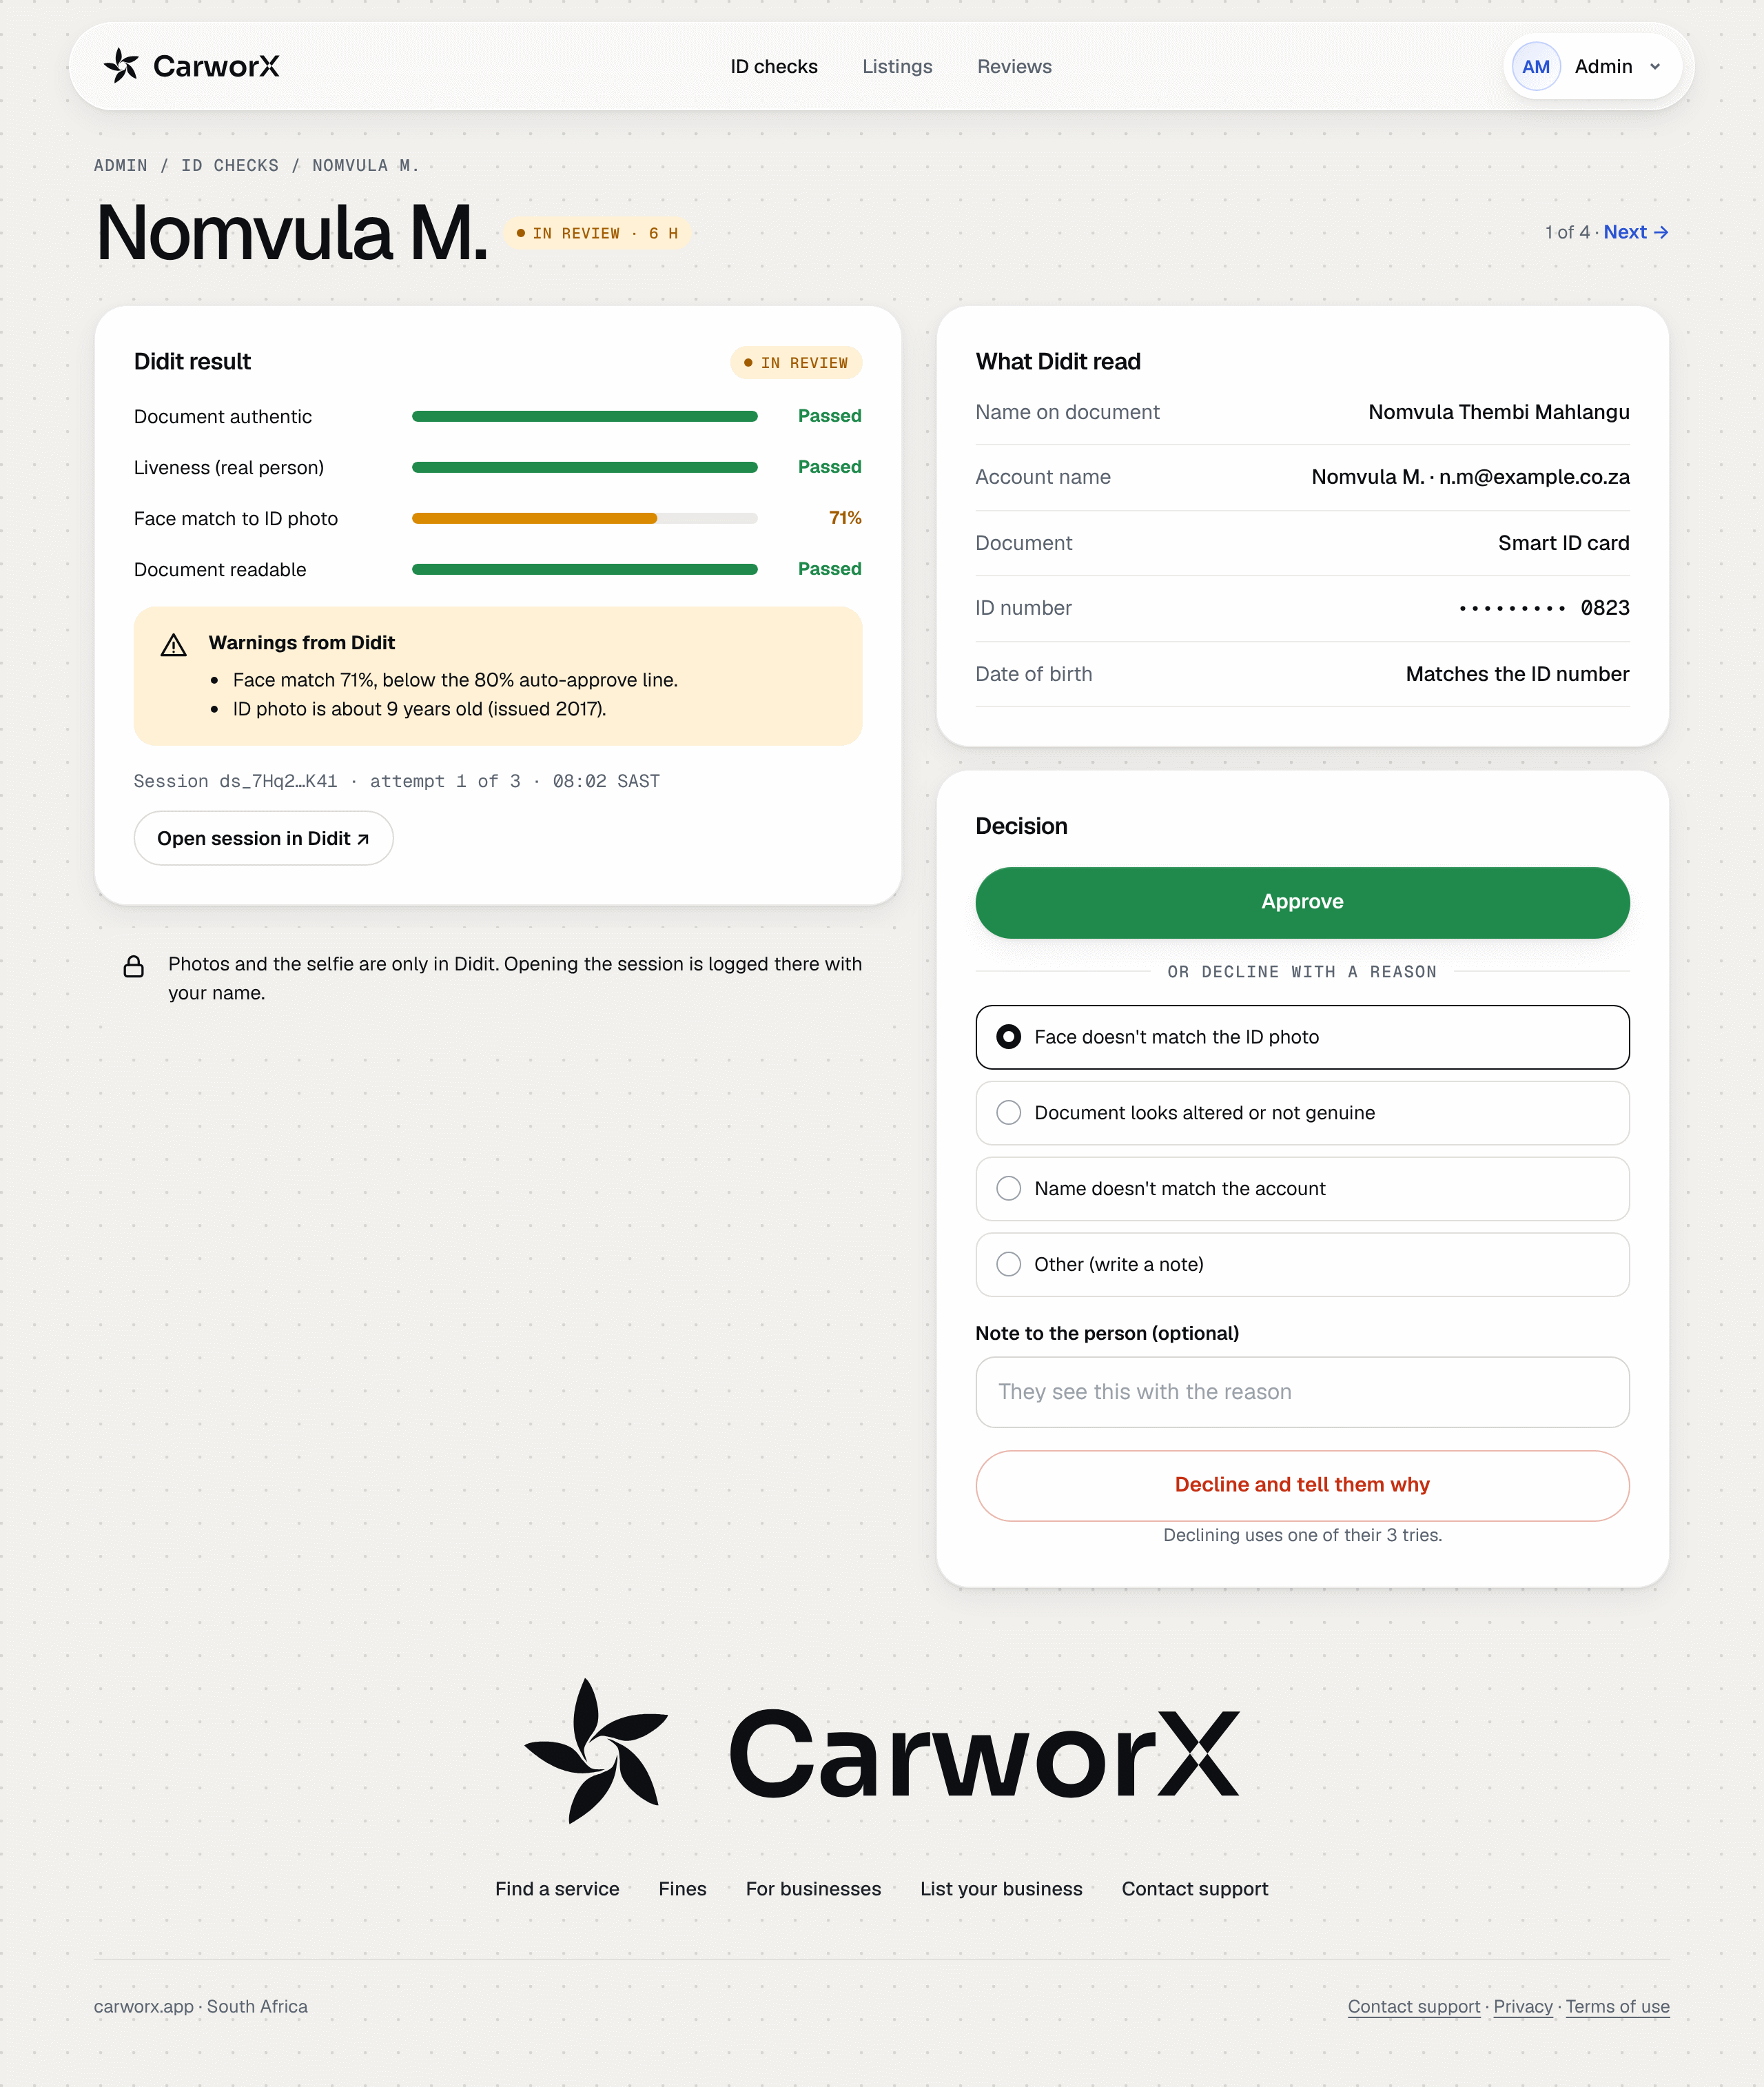 CarworX
ID checks
Listings
Reviews
AM
Admin
ADMIN / ID CHECKS / NOMVULA M.
Nomvula M.
IN REVIEW · 6 H
1 of 4 · Next →
Didit result
IN REVIEW
Document authentic
Passed
Liveness (real person)
Passed
Face match to ID photo
71%
Document readable
Passed
Warnings from Didit
• Face match 71%, below the 80% auto-approve line.
• ID photo is about 9 years old (issued 2017).
Session ds_7Hq2…K41 · attempt 1 of 3 · 08:02 SAST
Open session in Didit ↗
Photos and the selfie are only in Didit. Opening the session is logged there with
your name.
What Didit read
Name on document
Nomvula Thembi Mahlangu
Account name
Nomvula M. · n.m@example.co.za
Document
Smart ID card
ID number
••••••••• 0823
Date of birth
Matches the ID number
Decision
Approve
OR DECLINE WITH A REASON
Face doesn't match the ID photo
Document looks altered or not genuine
Name doesn't match the account
Other (write a note)
Note to the person (optional)
They see this with the reason
Decline and tell them why
Declining uses one of their 3 tries.
CarworX
Find a service
Fines
For businesses
List your business
Contact support
carworx.app · South Africa
Contact support · Privacy · Terms of use